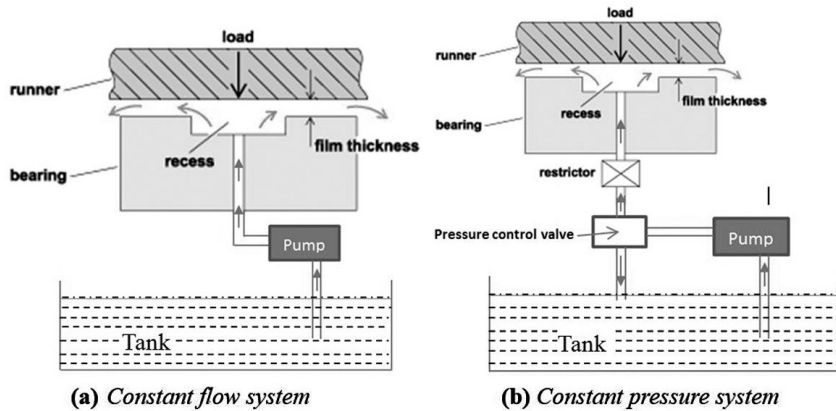 load
runner
bearing
recess
film thickness
Pump
Tank
(a) Constant flow system
load
runner
bearing
recess
film thickness
restrictor
Pressure control valve
Pump
Tank
(b) Constant pressure system